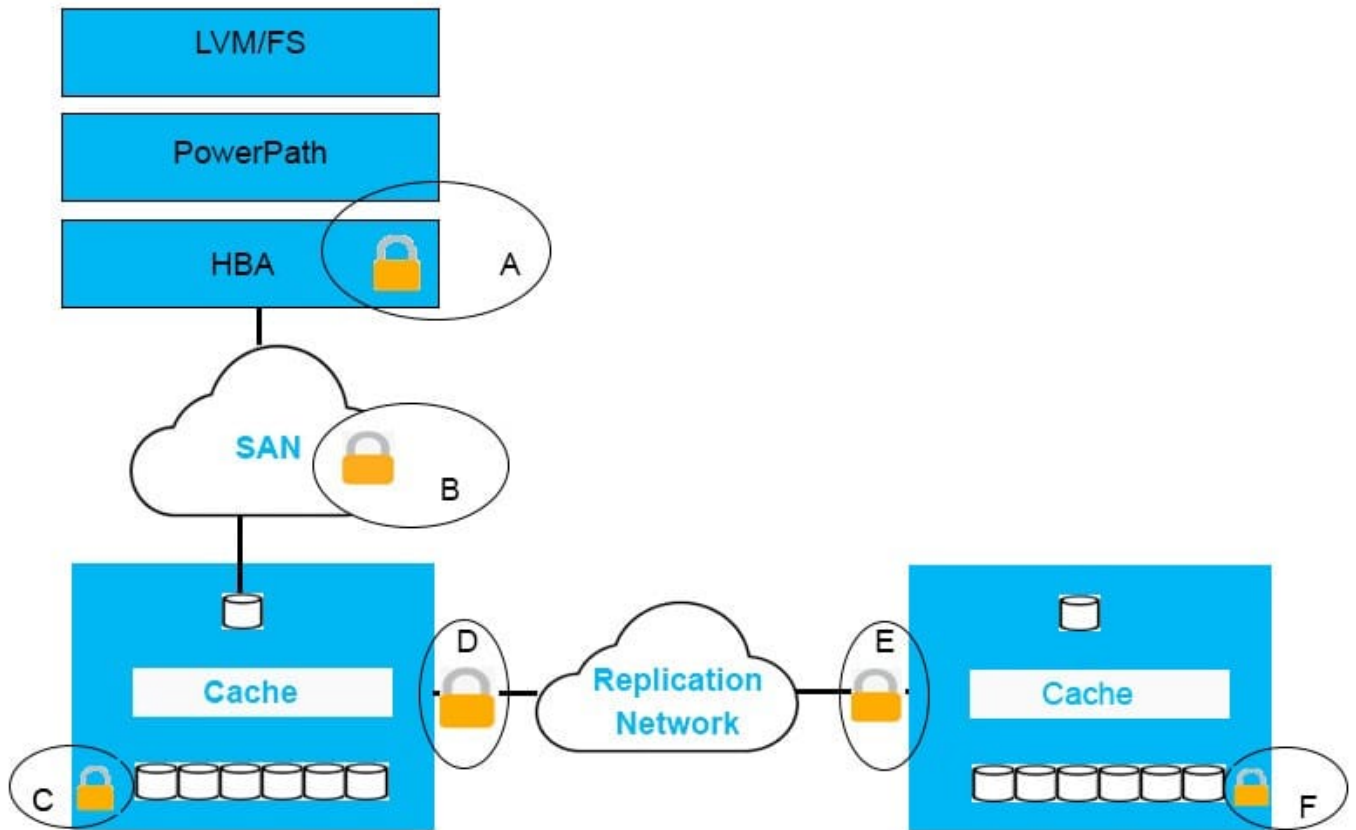 LVM/FS
PowerPath
HBA
A
SAN
B
D
E
Replication
Network
Cache
Cache
C
F